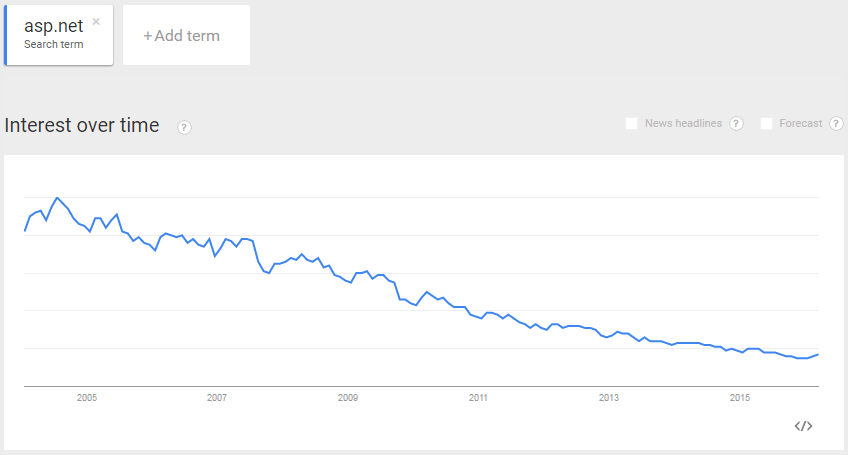 asp.net ×
Search term
+Add term
Interest over time ?
News headlines ?
Forecast ?
2005 2007 2009 2011 2013 2015
</>